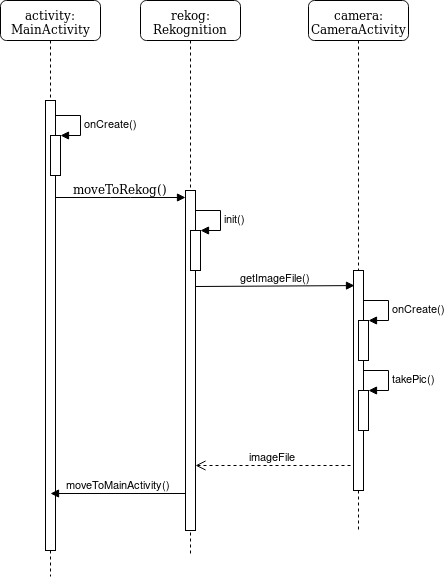 activity:
MainActivity
rekog:
Rekognition
camera:
CameraActivity
onCreate()
moveToRekog()
init()
getImageFile()
onCreate()
takePic()
imageFile
moveToMainActivity()